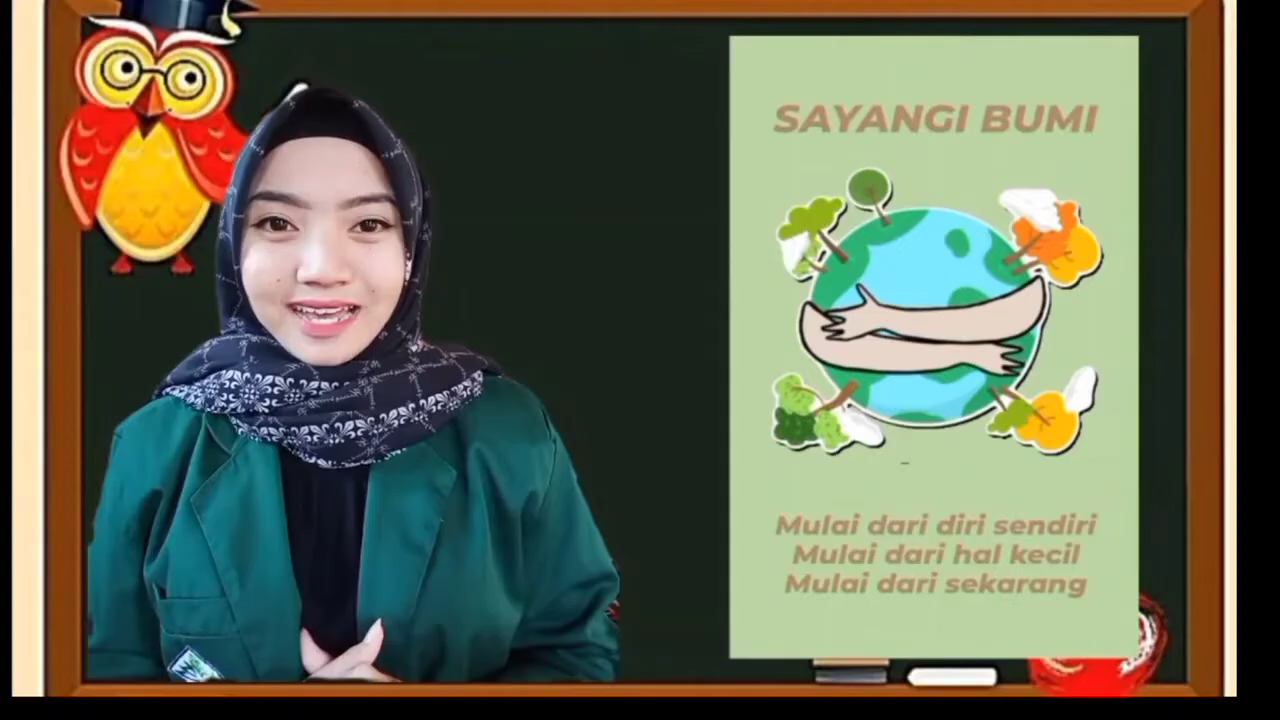 SAYANGI BUMI
Mulai dari diri sendiri
Mulai dari hal kecil
Mulai dari sekarang